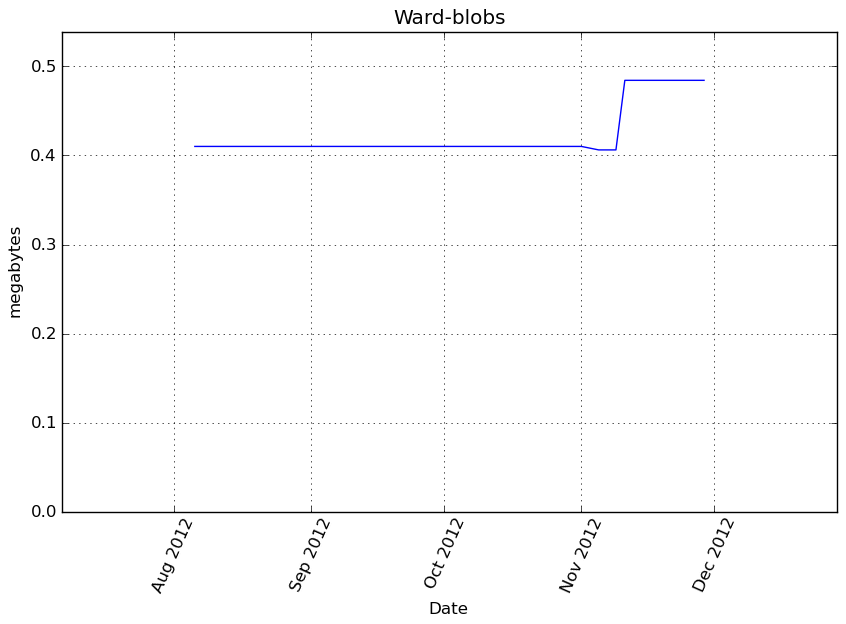 Ward-blobs
0.5
0.4
0.3
0.2
0.1
0.0
megabytes
Aug 2012
Sep 2012
Oct 2012
Nov 2012
Dec 2012
Date